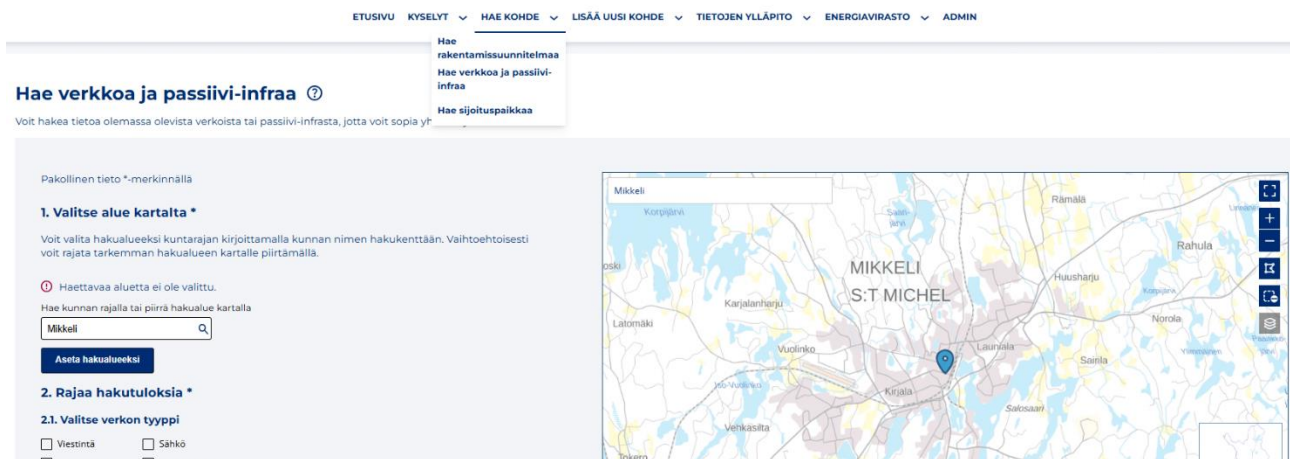 ETUSIVU KYSELYT HAE KOHDE LISÄÄ UUSI KOHDE TIETOJEN YLLÄPITO ENERGIAVIRASTO ADMIN
Hae
rakentamissuunnitelmaa
Hae verkkoa ja passiivi-
infraa
Hae sijoituspaikkaa
Hae verkkoa ja passiivi-infraa
Voit hakea tietoa olemassa olevista verkoista tai passiivi-infrasta, jotta voit sopia
Pakollinen tieto *-merkinnällä
1. Valitse alue kartalta *
Voit valita hakualueeksi kuntarajan kirjoittamalla kunnan nimen hakukenttään. Vaihtoehtoisesti
voit rajata tarkemman hakualueen kartalle piirtämällä.
Haettavaa aluetta ei ole valittu.
Hae kunnan rajalla tai piirrä hakualue kartalla
Mikkeli
Aseta hakualueeksi
2. Rajaa hakutuloksia *
2.1. Valitse verkon tyyppi
Viestintä Sähkö
Mikkeli
Korpijärvi
Rämälä
Rahula
MIKKELI
S:T MICHEL
Huusharju
Karjalanharju
Latomäki
Norola
Vuolinko
Launiala
Sairila
Kirjala
Salosaari
Vehkasilta
Tokero